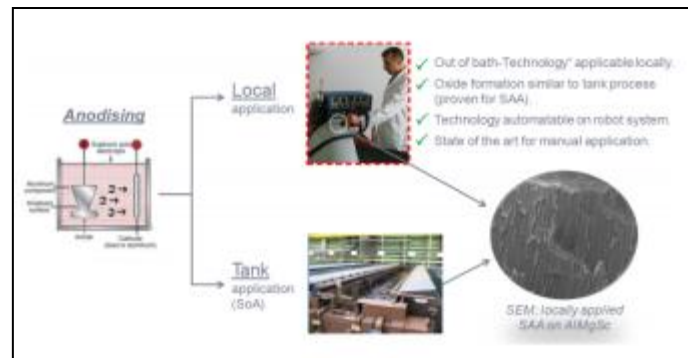 Anodising
Local
application
Out of bath-Technology* applicable locally.
Oxide formation similar to tank process
(proven for SAA).
Technology automatable on robot system.
State of the art for manual application.
Tank
application
(SoA)
SEM: locally applied
SAA on AlMgSc